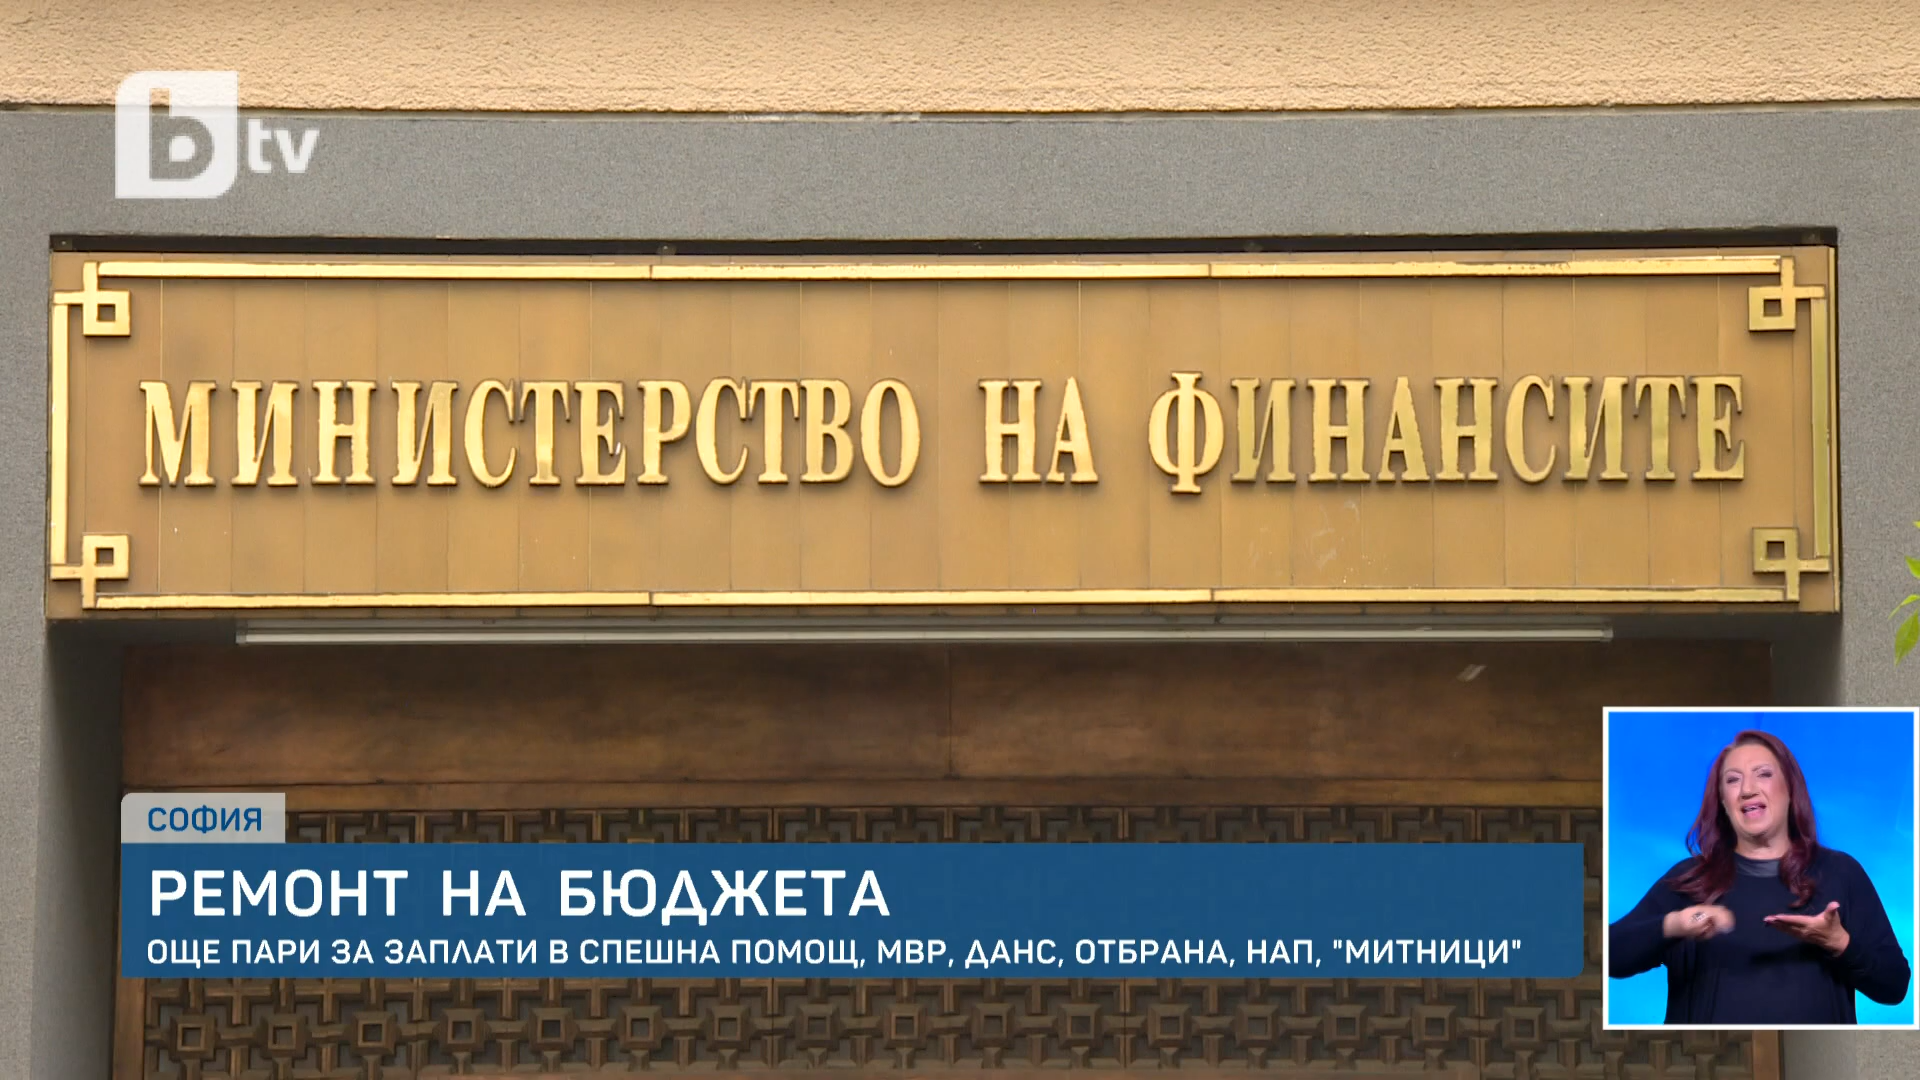 btv
МИНИСТЕРСТВО НА ФИНАНСИТЕ
СОФИЯ
РЕМОНТ НА БЮДЖЕТА
ОЩЕ ПАРИ ЗА ЗАПЛАТИ В СПЕШНА ПОМОЩ, МВР, ДАНС, ОТБРАНА, НАП, "МИТНИЦИ"